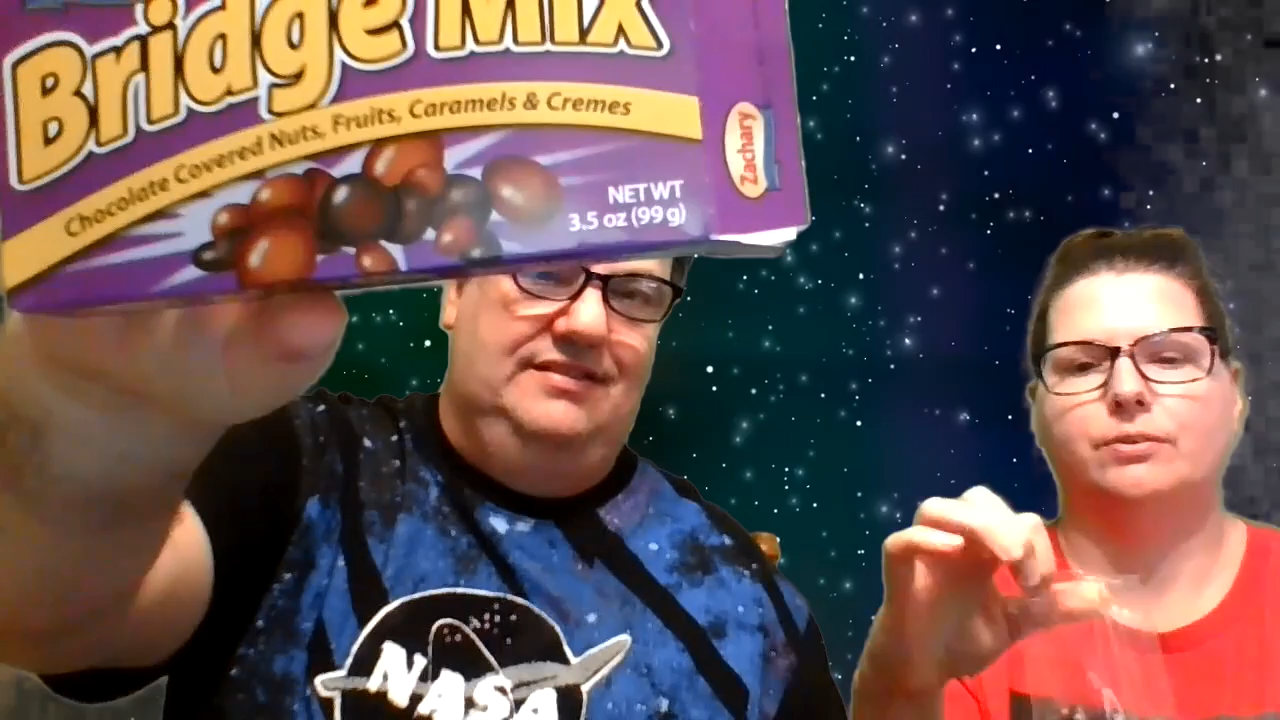 Bridge Mix
Chocolate Covered Nuts, Fruits, Caramels & Cremes
NET WT
3.5 oz (99 g)
Zachary
NASA